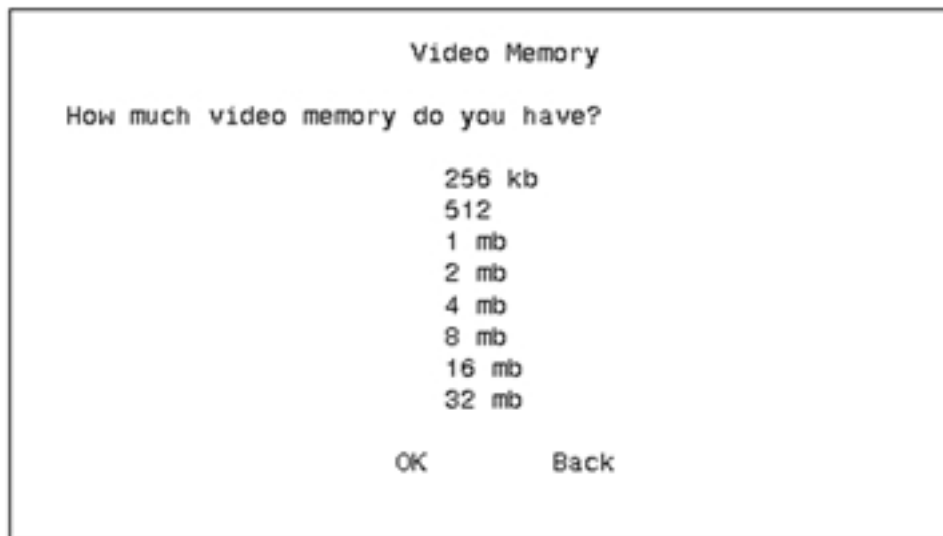 Video Memory
How much video memory do you have?
256 kb
512
1 mb
2 mb
4 mb
8 mb
16 mb
32 mb
OK Back